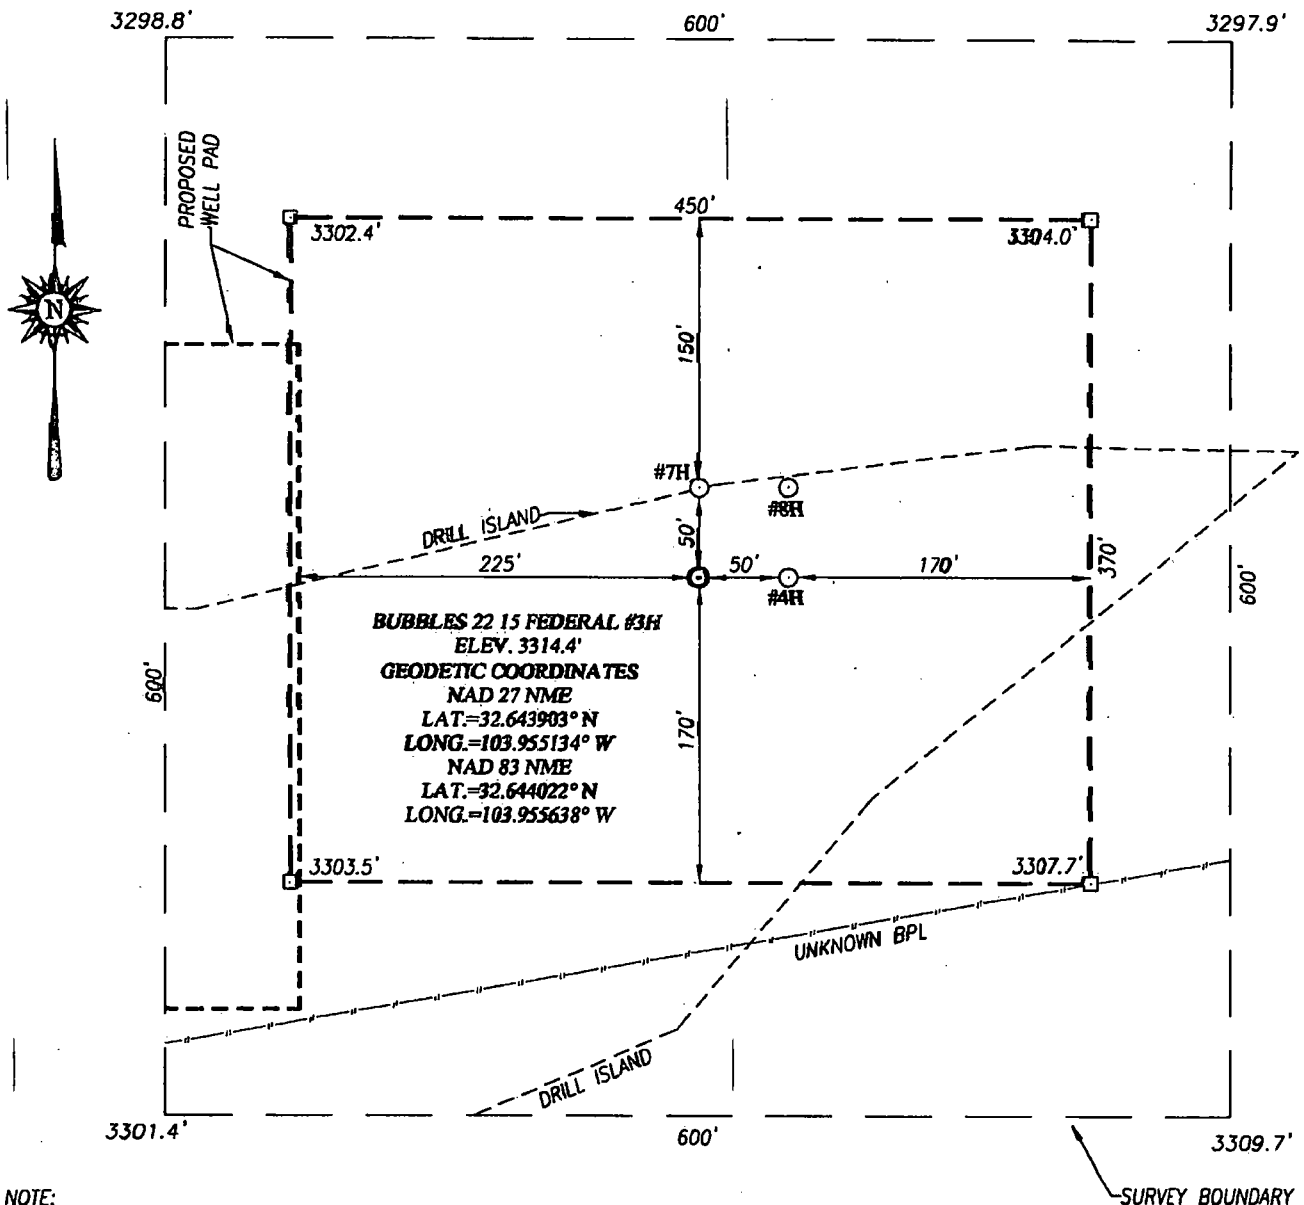 3298.8'
600'
3297.9'
PROPOSED
WELL PAD
450'
3302.4'
3304.0'
N
150'
#7H
#8H
DRILL ISLAND
50'
225'
50'
170'
#4H
370'
600'
600'
BUBBLES 22 15 FEDERAL #3H
ELEV. 3314.4'
GEODETIC COORDINATES
NAD 27 NME
LAT.=32.643903° N
LONG.=103.955134° W
NAD 83 NME
LAT.=32.644022° N
LONG.=103.955638° W
170'
3303.5'
3307.7'
UNKNOWN BPL
DRILL ISLAND
3301.4'
600'
3309.7'
NOTE:
SURVEY BOUNDARY